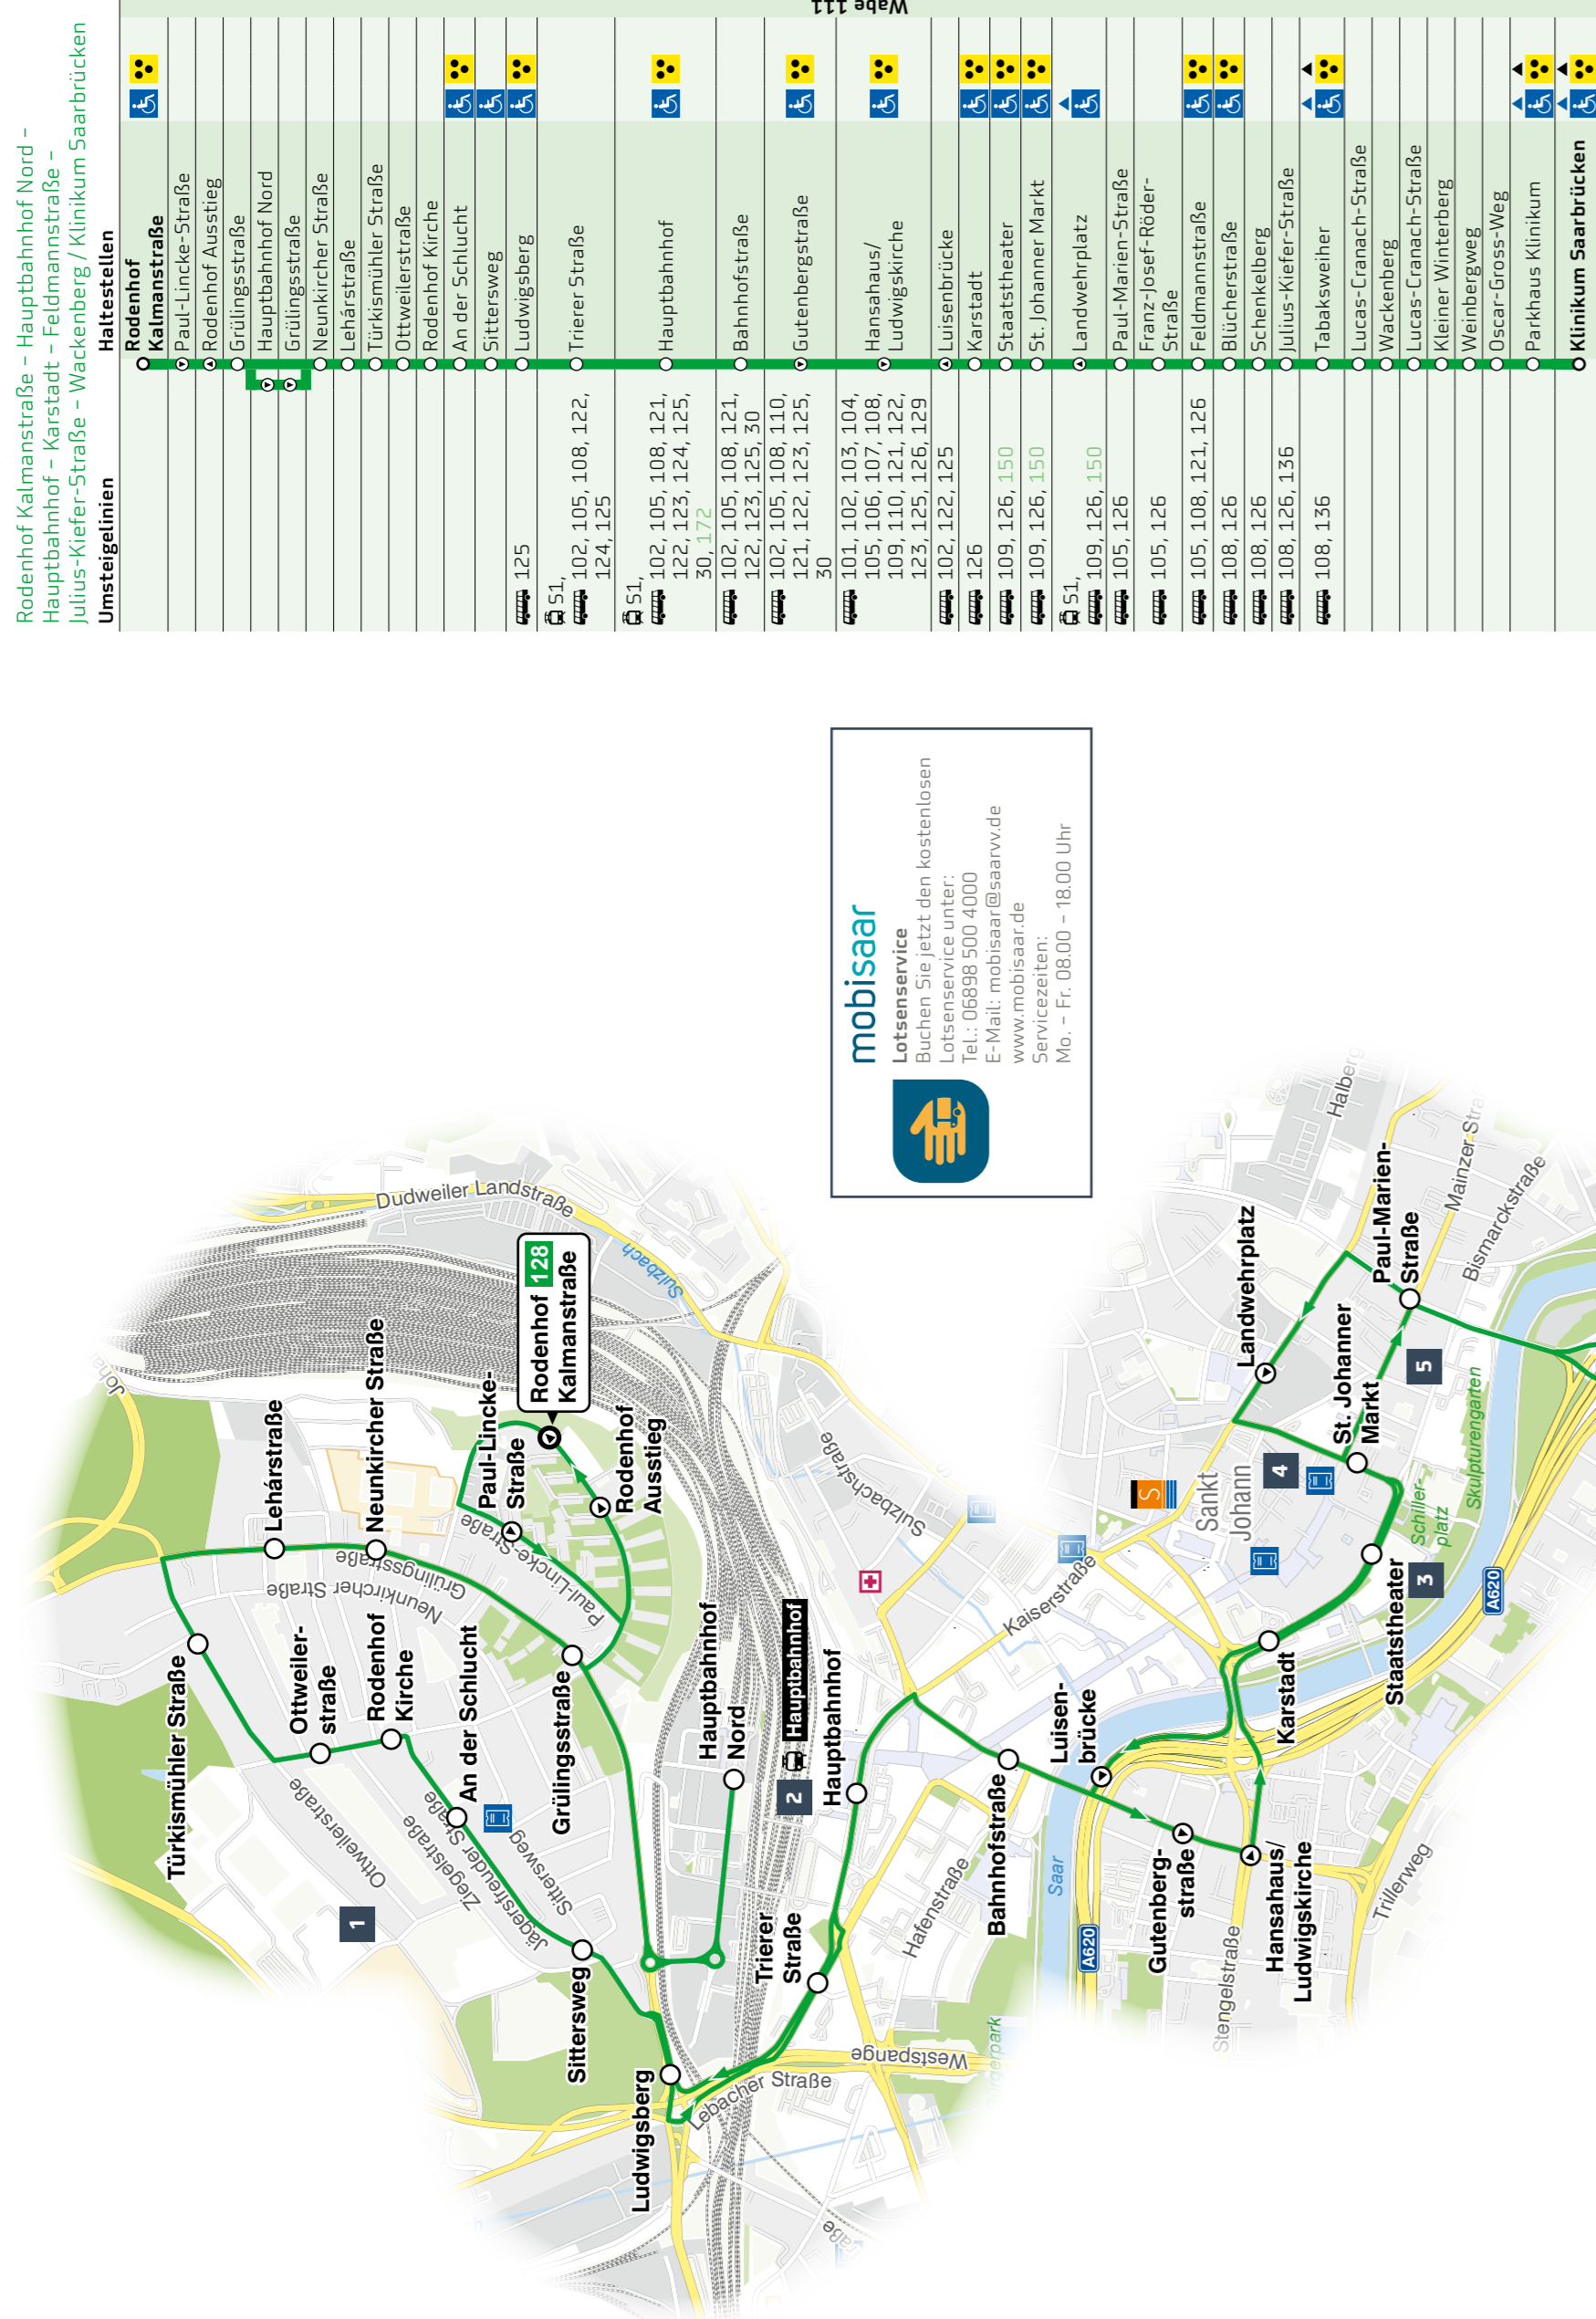 Rodenhof Kalmanstraße – Hauptbahnhof Nord –
Hauptbahnhof – Karstadt – Feldmannstraße –
Julius-Kiefer-Straße – Wackenberg / Klinikum Saarbrücken
Umsteigelinien Haltestellen
Rodenhof
Kalmanstraße
Paul-Lincke-Straße
Rodenhof Ausstieg
Grülingsstraße
Hauptbahnhof Nord
Grülingsstraße
Neunkircher Straße
Lehárstraße
Türkismühler Straße
Ottweilerstraße
Rodenhof Kirche
An der Schlucht
Sittersweg
125 Ludwigsberg
51,
102, 105, 108, 122, Trierer Straße
124, 125
51,
102, 105, 108, 121, Hauptbahnhof
122, 123, 124, 125,
30, 172
102, 105, 108, 121, Bahnhofstraße
122, 123, 125, 30
102, 105, 108, 110,
121, 122, 123, 125, Gutenbergstraße
30
101, 102, 103, 104,
105, 106, 107, 108, Hansahaus/
109, 110, 121, 122, Ludwigskirche
123, 125, 126, 129
102, 122, 125 Luisenbrücke
126 Karstadt
109, 126, 150 Staatstheater
109, 126, 150 St. Johanner Markt
51,
109, 126, 150 Landwehrplatz
105, 126 Paul-Marien-Straße
Franz-Josef-Röder-
105, 126 Straße
105, 108, 121, 126 Feldmannstraße
108, 126 Blücherstraße
108, 126 Schenkelberg
108, 126, 136 Julius-Kiefer-Straße
108, 136 Tabaksweiher
Lucas-Cranach-Straße
Wackenberg
Lucas-Cranach-Straße
Kleiner Winterberg
Weinbergweg
Oscar-Gross-Weg
Parkhaus Klinikum
Klinikum Saarbrücken
Wabe 111
mobisaar
Lotsenservice
Buchen Sie jetzt den kostenlosen
Lotsenservice unter:
Tel.: 06898 500 4000
E-Mail: mobisaar@saarvv.de
www.mobisaar.de
Servicezeiten:
Mo. – Fr. 08.00 – 18.00 Uhr
Türkismühler Straße
Ottweiler-
straße
Rodenhof
Kirche
An der Schlucht
Lehárstraße
Neunkircher Straße
Paul-Lincke-
Straße
Rodenhof 128
Kalmanstraße
Rodenhof
Ausstieg
Grülingsstraße
Sittersweg
Ludwigsberg
Hauptbahnhof
Nord
2 Hauptbahnhof
Hauptbahnhof
Trierer
Straße
Bahnhofstraße
Luisen-
brücke
Gutenberg-
straße
Hansahaus/
Ludwigskirche
Karstadt
Staatstheater
St. Johanner
Markt
Landwehrplatz
Paul-Marien-
Straße
1
3
4
5
Dudweiler Landstraße
Sulzbach
Neunkircher Straße
Grülingsstraße
Paul-Lincke-Straße
Ottweilerstraße
Ziegelstraße
Jägersfreuder Straße
Sittersweg
Lebacher Straße
Westspange
Hafenstraße
Sulzbachstraße
Kaiserstraße
Saar
A620
A620
Stengelstraße
Trillerweg
Sankt
Johann
S
Schiller-
platz
Skulpturengarten
Mainzer
Bismarckstraße